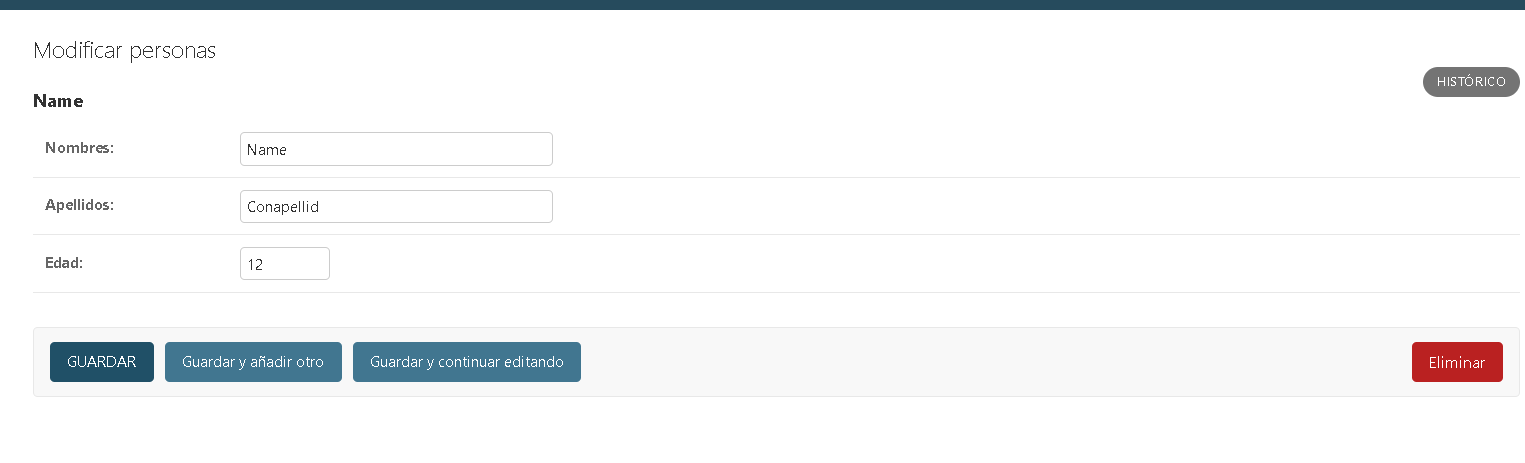 Modificar personas
HISTÓRICO
Name
Nombres: Name
Apellidos: Conapellid
Edad: 12
GUARDAR Guardar y añadir otro Guardar y continuar editando Eliminar